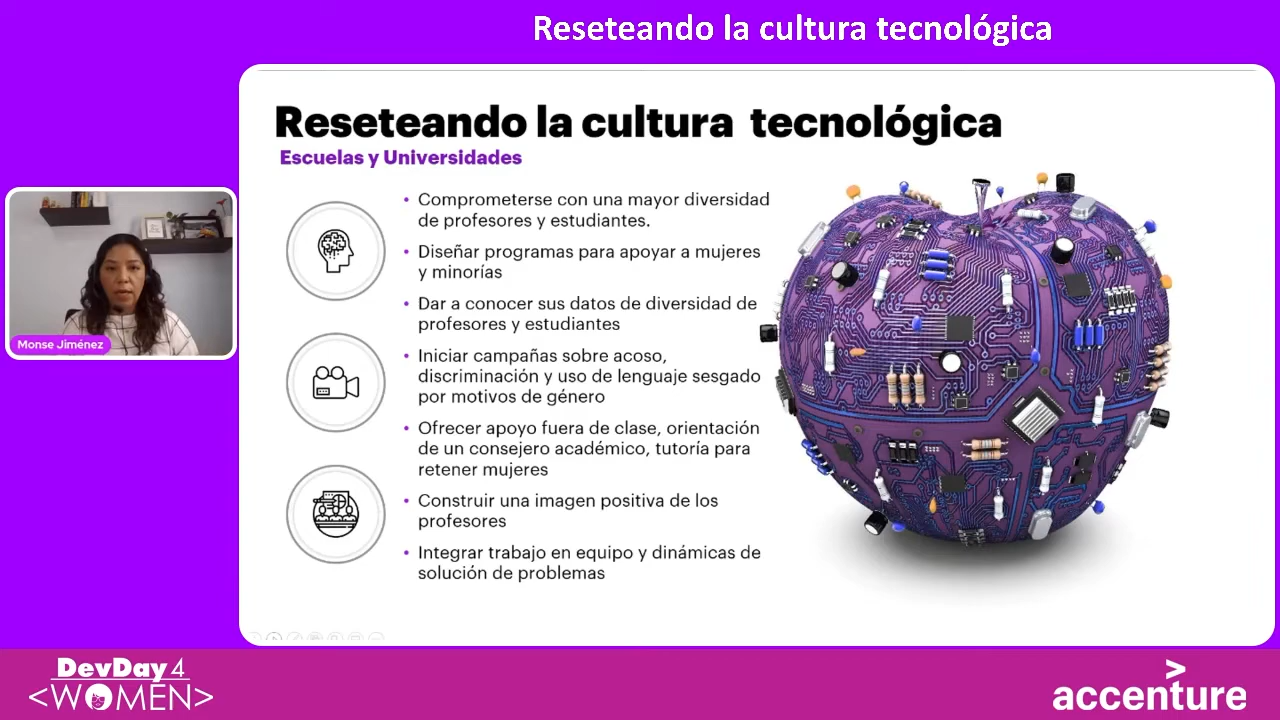 Reseteando la cultura tecnológica
Reseteando la cultura tecnológica
Escuelas y Universidades
• Comprometerse con una mayor diversidad
de profesores y estudiantes.
• Diseñar programas para apoyar a mujeres
y minorías
• Dar a conocer sus datos de diversidad de
profesores y estudiantes
• Iniciar campañas sobre acoso,
discriminación y uso de lenguaje sesgado
por motivos de género
• Ofrecer apoyo fuera de clase, orientación
de un consejero académico, tutoría para
retener mujeres
• Construir una imagen positiva de los
profesores
• Integrar trabajo en equipo y dinámicas de
solución de problemas
Monse Jiménez
DevDay4
<WOMEN>
accenture